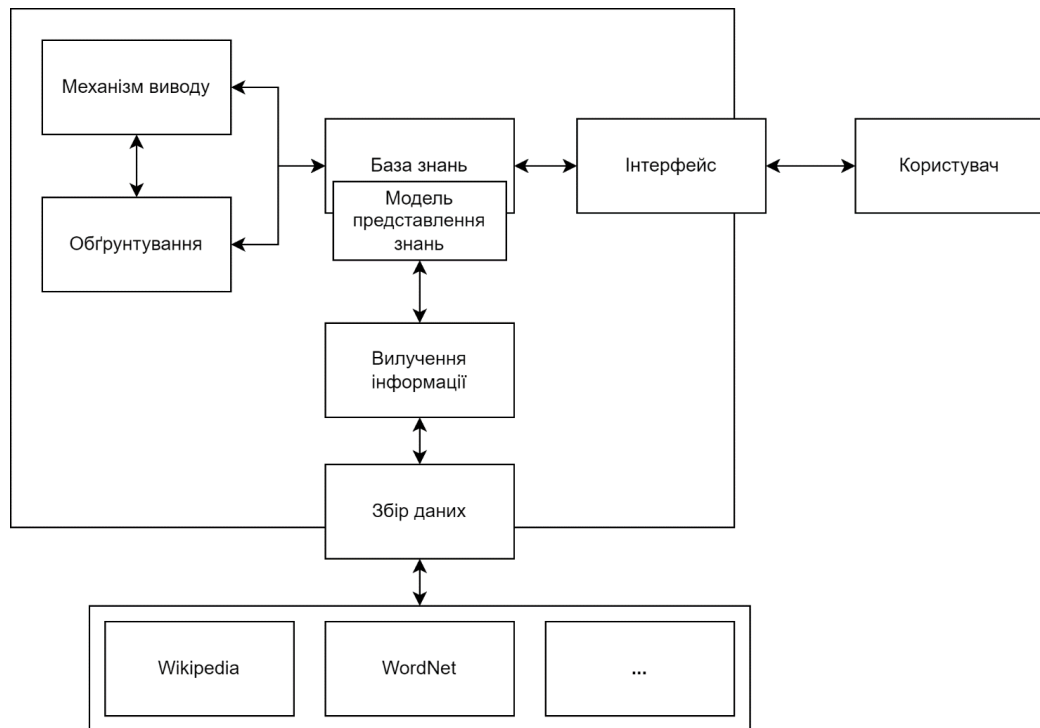 Механізм виводу
База знань
Інтерфейс
Користувач
Модель
представлення
знань
Обґрунтування
Вилучення
інформації
Збір даних
Wikipedia
WordNet
...